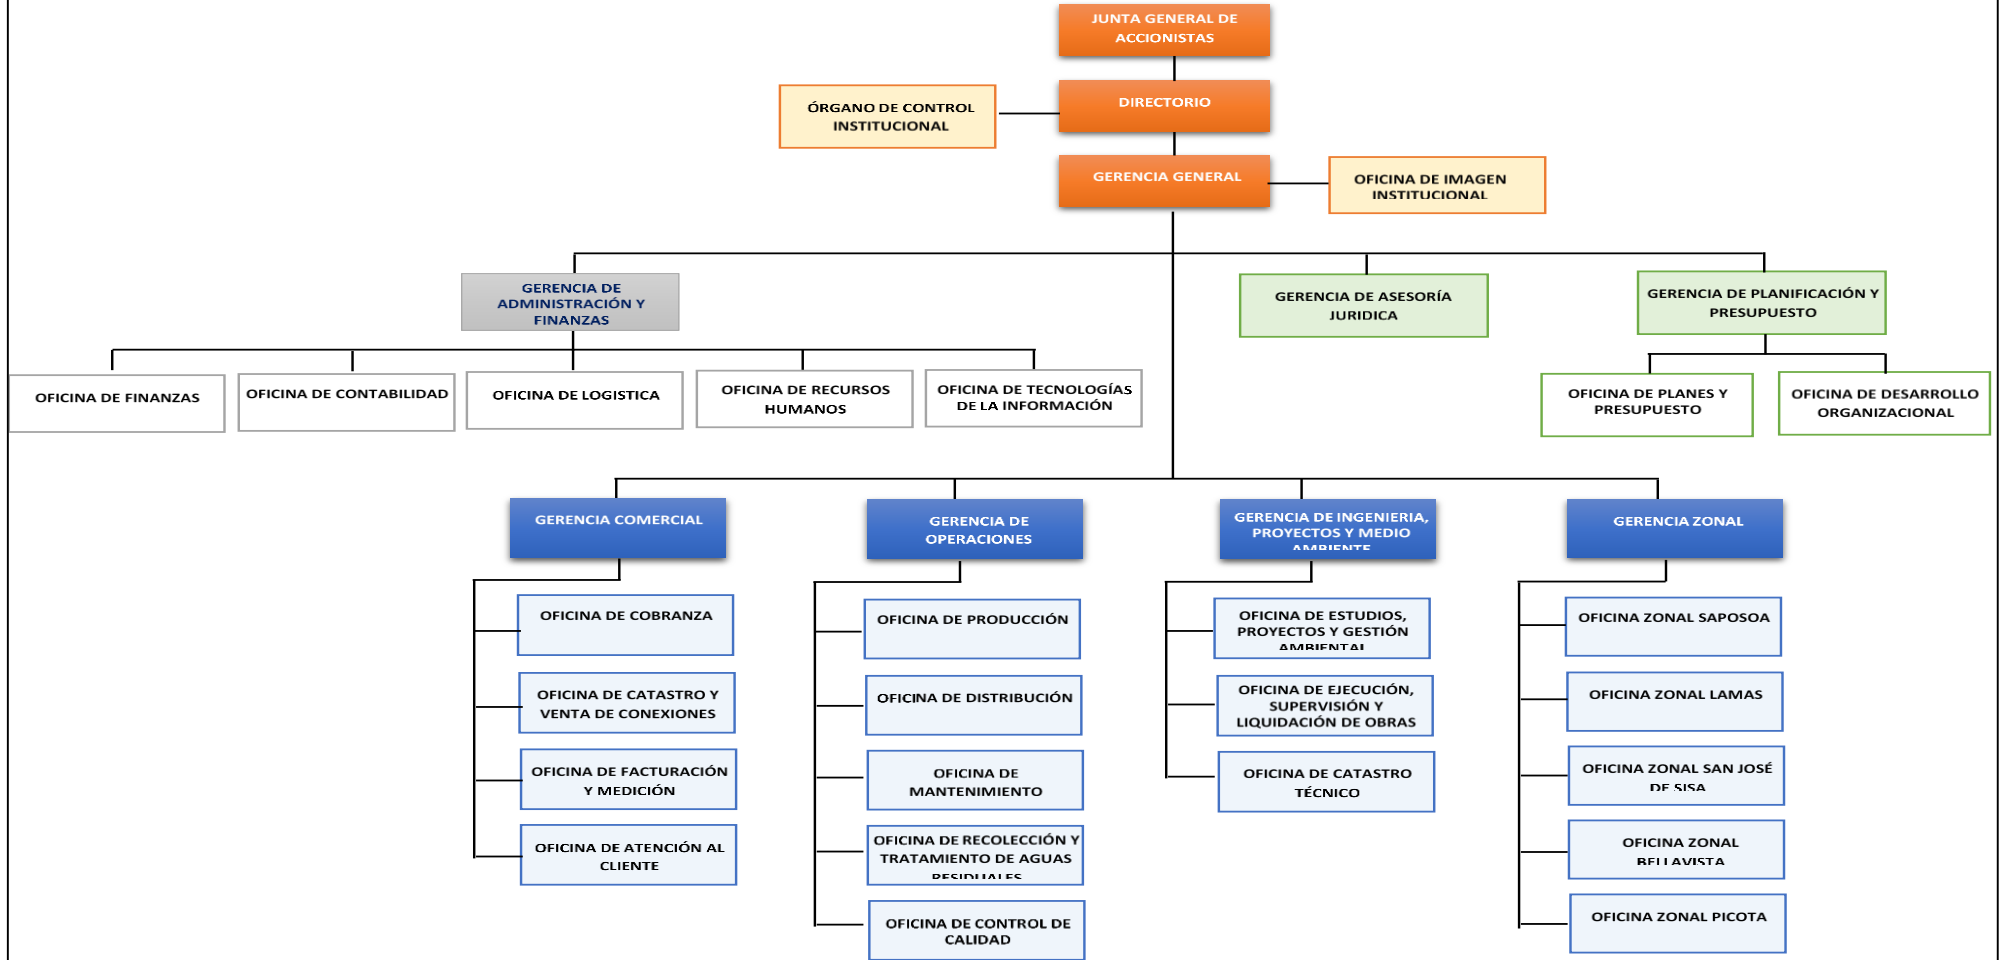 JUNTA GENERAL DE
ACCIONISTAS
ÓRGANO DE CONTROL
INSTITUCIONAL
DIRECTORIO
GERENCIA GENERAL
OFICINA DE IMAGEN
INSTITUCIONAL
GERENCIA DE
ADMINISTRACIÓN Y
FINANZAS
GERENCIA DE ASESORÍA
JURIDICA
GERENCIA DE PLANIFICACIÓN Y
PRESUPUESTO
OFICINA DE FINANZAS
OFICINA DE CONTABILIDAD
OFICINA DE LOGISTICA
OFICINA DE RECURSOS
HUMANOS
OFICINA DE TECNOLOGÍAS
DE LA INFORMACIÓN
OFICINA DE PLANES Y
PRESUPUESTO
OFICINA DE DESARROLLO
ORGANIZACIONAL
GERENCIA COMERCIAL
GERENCIA DE
OPERACIONES
GERENCIA DE INGENIERIA,
PROYECTOS Y MEDIO
AMBIENTE
GERENCIA ZONAL
OFICINA DE COBRANZA
OFICINA DE CATASTRO Y
VENTA DE CONEXIONES
OFICINA DE FACTURACIÓN
Y MEDICIÓN
OFICINA DE ATENCIÓN AL
CLIENTE
OFICINA DE PRODUCCIÓN
OFICINA DE DISTRIBUCIÓN
OFICINA DE
MANTENIMIENTO
OFICINA DE RECOLECCIÓN Y
TRATAMIENTO DE AGUAS
RESIDUALES
OFICINA DE CONTROL DE
CALIDAD
OFICINA DE ESTUDIOS,
PROYECTOS Y GESTIÓN
AMBIENTAL
OFICINA DE EJECUCIÓN,
SUPERVISIÓN Y
LIQUIDACIÓN DE OBRAS
OFICINA DE CATASTRO
TÉCNICO
OFICINA ZONAL SAPOSOA
OFICINA ZONAL LAMAS
OFICINA ZONAL SAN JOSÉ
DE SISA
OFICINA ZONAL
BELLAVISTA
OFICINA ZONAL PICOTA